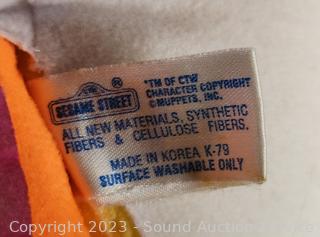 SESAME STREET ®
"TM OF CTW
CHARACTER COPYRIGHT
©MUPPETS, INC.
ALL NEW MATERIALS, SYNTHETIC
FIBERS & CELLULOSE FIBERS.
MADE IN KOREA K-79
SURFACE WASHABLE ONLY
Copyright 2023 - Sound Auction